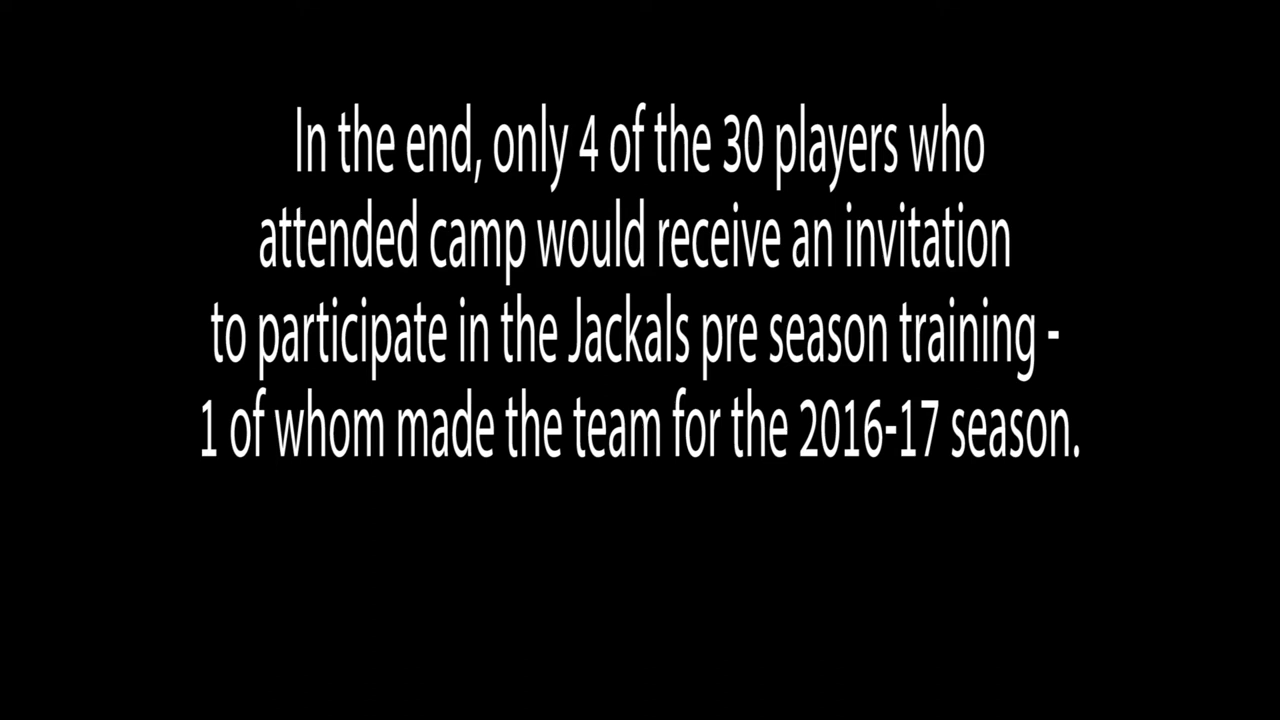 In the end, only 4 of the 30 players who
attended camp would receive an invitation
to participate in the Jackals pre season training -
1 of whom made the team for the 2016-17 season.